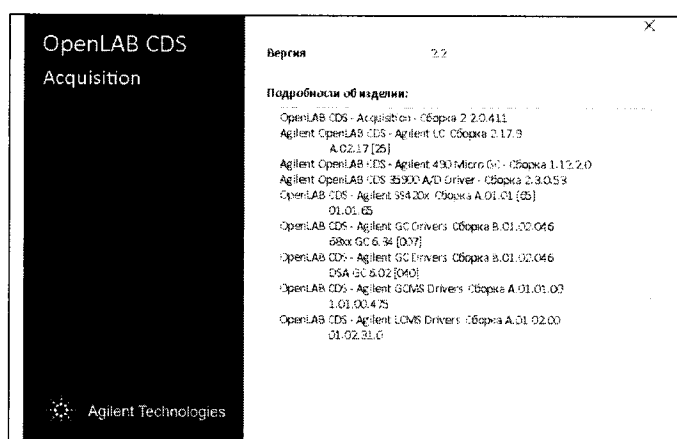 OpenLAB CDS
Acquisition
Версия 2.2
Подробности об изделии:
OpenLAB CDS - Acquisition - Сборка 2.2.0.411
Agilent OpenLAB CDS - Agilent LC Сборка 2.17.9
A.02.17 [25]
Agilent OpenLAB CDS - Agilent 490 Micro GC - Сборка 1.12.2.0
Agilent OpenLAB CDS 35900 A/D Driver - Сборка 2.3.0.53
OpenLAB CDS - Agilent SS420x Сборка A.01.01 [65]
01.01.65
OpenLAB CDS - Agilent GC Drivers Сборка B.01.02.046
68xx GC 6.34 [007]
OpenLAB CDS - Agilent GC Drivers Сборка B.01.02.046
DSA GC 6.02 [040]
OpenLAB CDS - Agilent GCMS Drivers Сборка A.01.01.00
1.01.00.475
OpenLAB CDS - Agilent LCMS Drivers Сборка A.01.02.00
01.02.31.0
Agilent Technologies